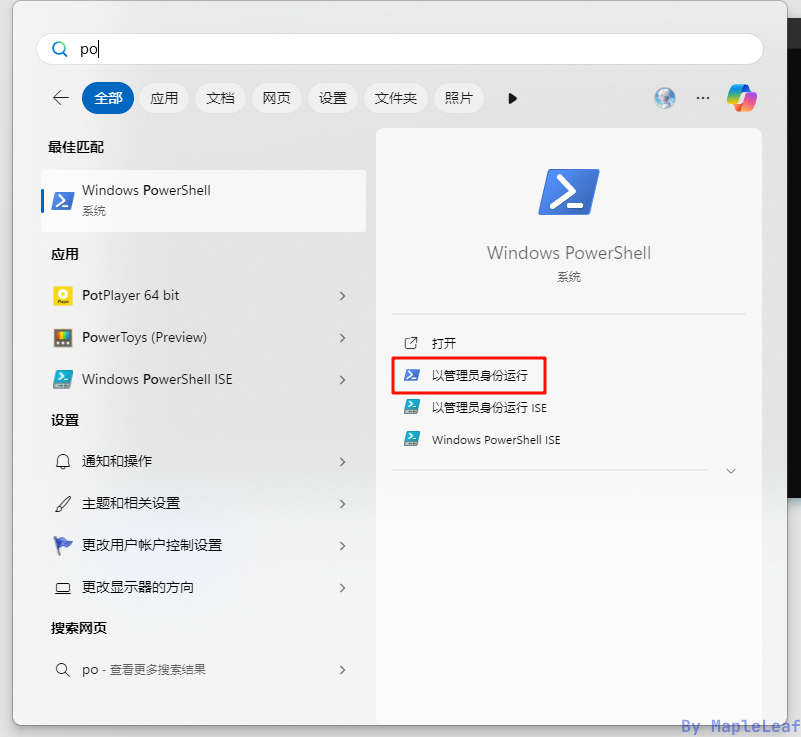 po
全部 应用 文档 网页 设置 文件夹 照片
最佳匹配
Windows PowerShell
系统
应用
PotPlayer 64 bit
PowerToys (Preview)
Windows PowerShell ISE
设置
通知和操作
主题和相关设置
更改用户帐户控制设置
更改显示器的方向
搜索网页
po - 查看更多搜索结果
Windows PowerShell
系统
打开
以管理员身份运行
以管理员身份运行 ISE
Windows PowerShell ISE
By MapleLeaf